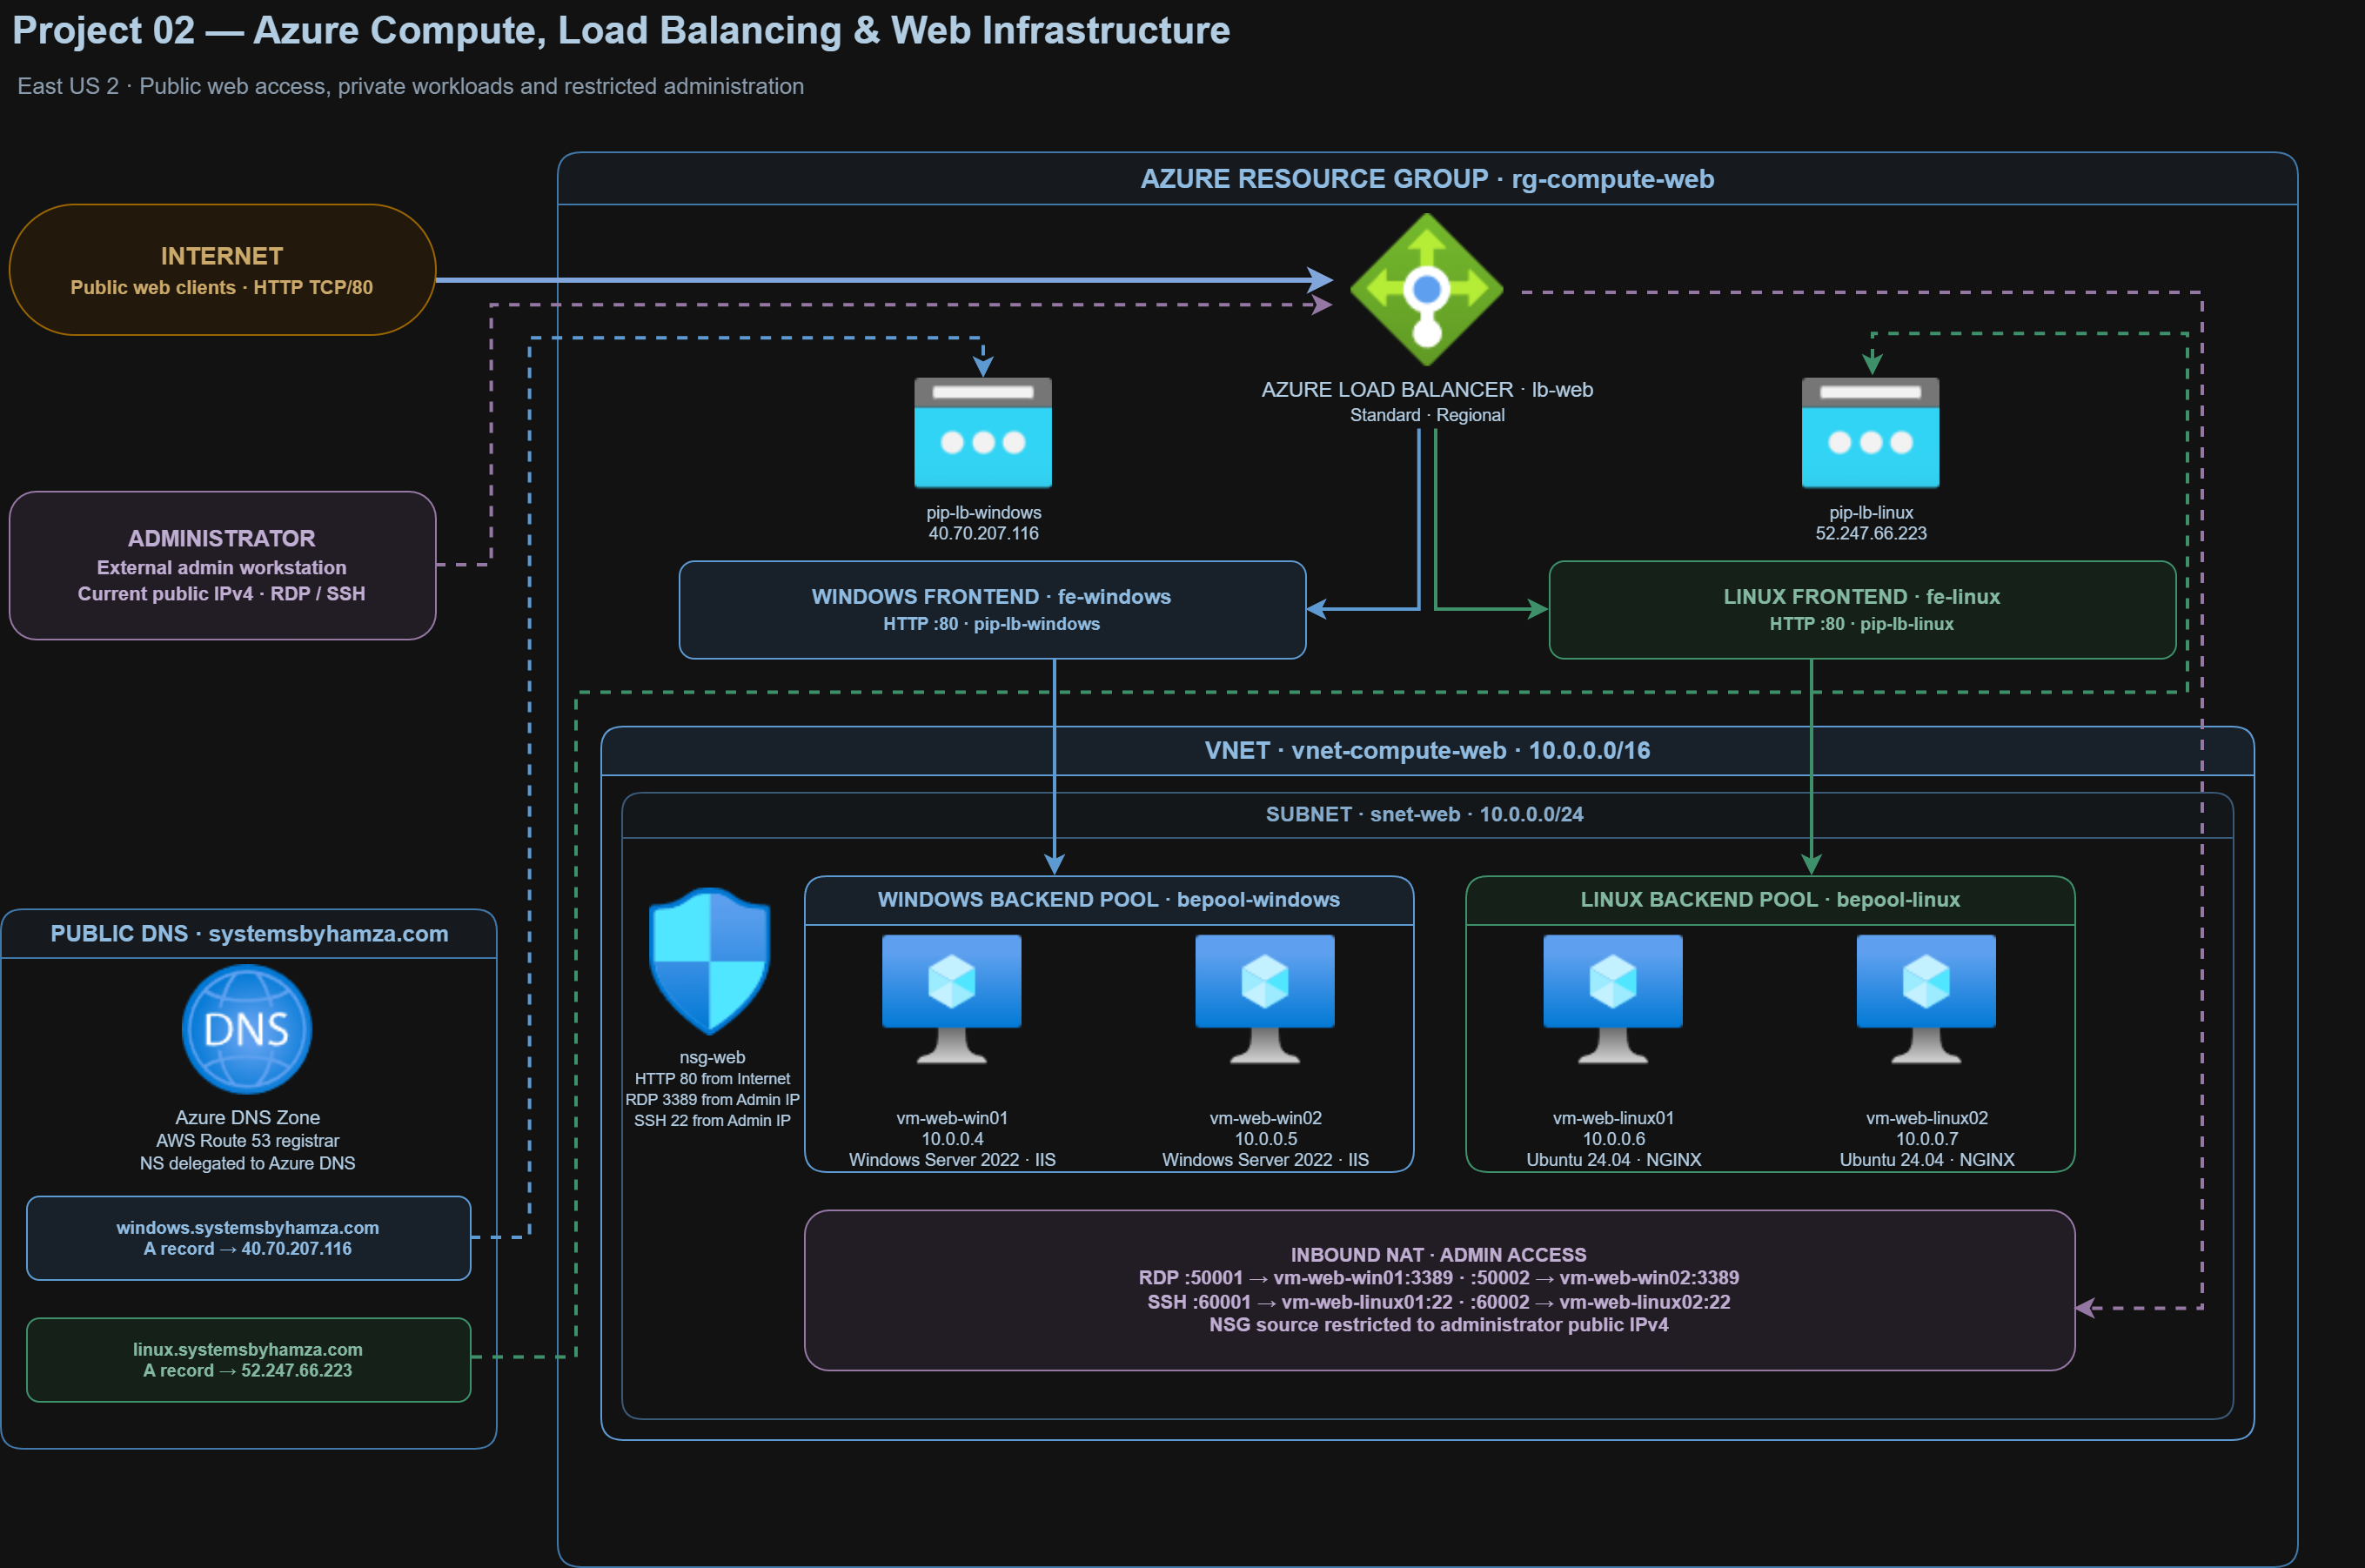 Project 02 — Azure Compute, Load Balancing & Web Infrastructure
East US 2 · Public web access, private workloads and restricted administration
AZURE RESOURCE GROUP · rg-compute-web
INTERNET
Public web clients · HTTP TCP/80
AZURE LOAD BALANCER · lb-web
Standard · Regional
pip-lb-windows
40.70.207.116
pip-lb-linux
52.247.66.223
ADMINISTRATOR
External admin workstation
Current public IPv4 · RDP / SSH
WINDOWS FRONTEND · fe-windows
HTTP :80 · pip-lb-windows
LINUX FRONTEND · fe-linux
HTTP :80 · pip-lb-linux
VNET · vnet-compute-web · 10.0.0.0/16
SUBNET · snet-web · 10.0.0.0/24
nsg-web
HTTP 80 from Internet
RDP 3389 from Admin IP
SSH 22 from Admin IP
WINDOWS BACKEND POOL · bepool-windows
vm-web-win01
10.0.0.4
Windows Server 2022 · IIS
vm-web-win02
10.0.0.5
Windows Server 2022 · IIS
LINUX BACKEND POOL · bepool-linux
vm-web-linux01
10.0.0.6
Ubuntu 24.04 · NGINX
vm-web-linux02
10.0.0.7
Ubuntu 24.04 · NGINX
PUBLIC DNS · systemsbyhamza.com
DNS
Azure DNS Zone
AWS Route 53 registrar
NS delegated to Azure DNS
windows.systemsbyhamza.com
A record → 40.70.207.116
linux.systemsbyhamza.com
A record → 52.247.66.223
INBOUND NAT · ADMIN ACCESS
RDP :50001 → vm-web-win01:3389 · :50002 → vm-web-win02:3389
SSH :60001 → vm-web-linux01:22 · :60002 → vm-web-linux02:22
NSG source restricted to administrator public IPv4